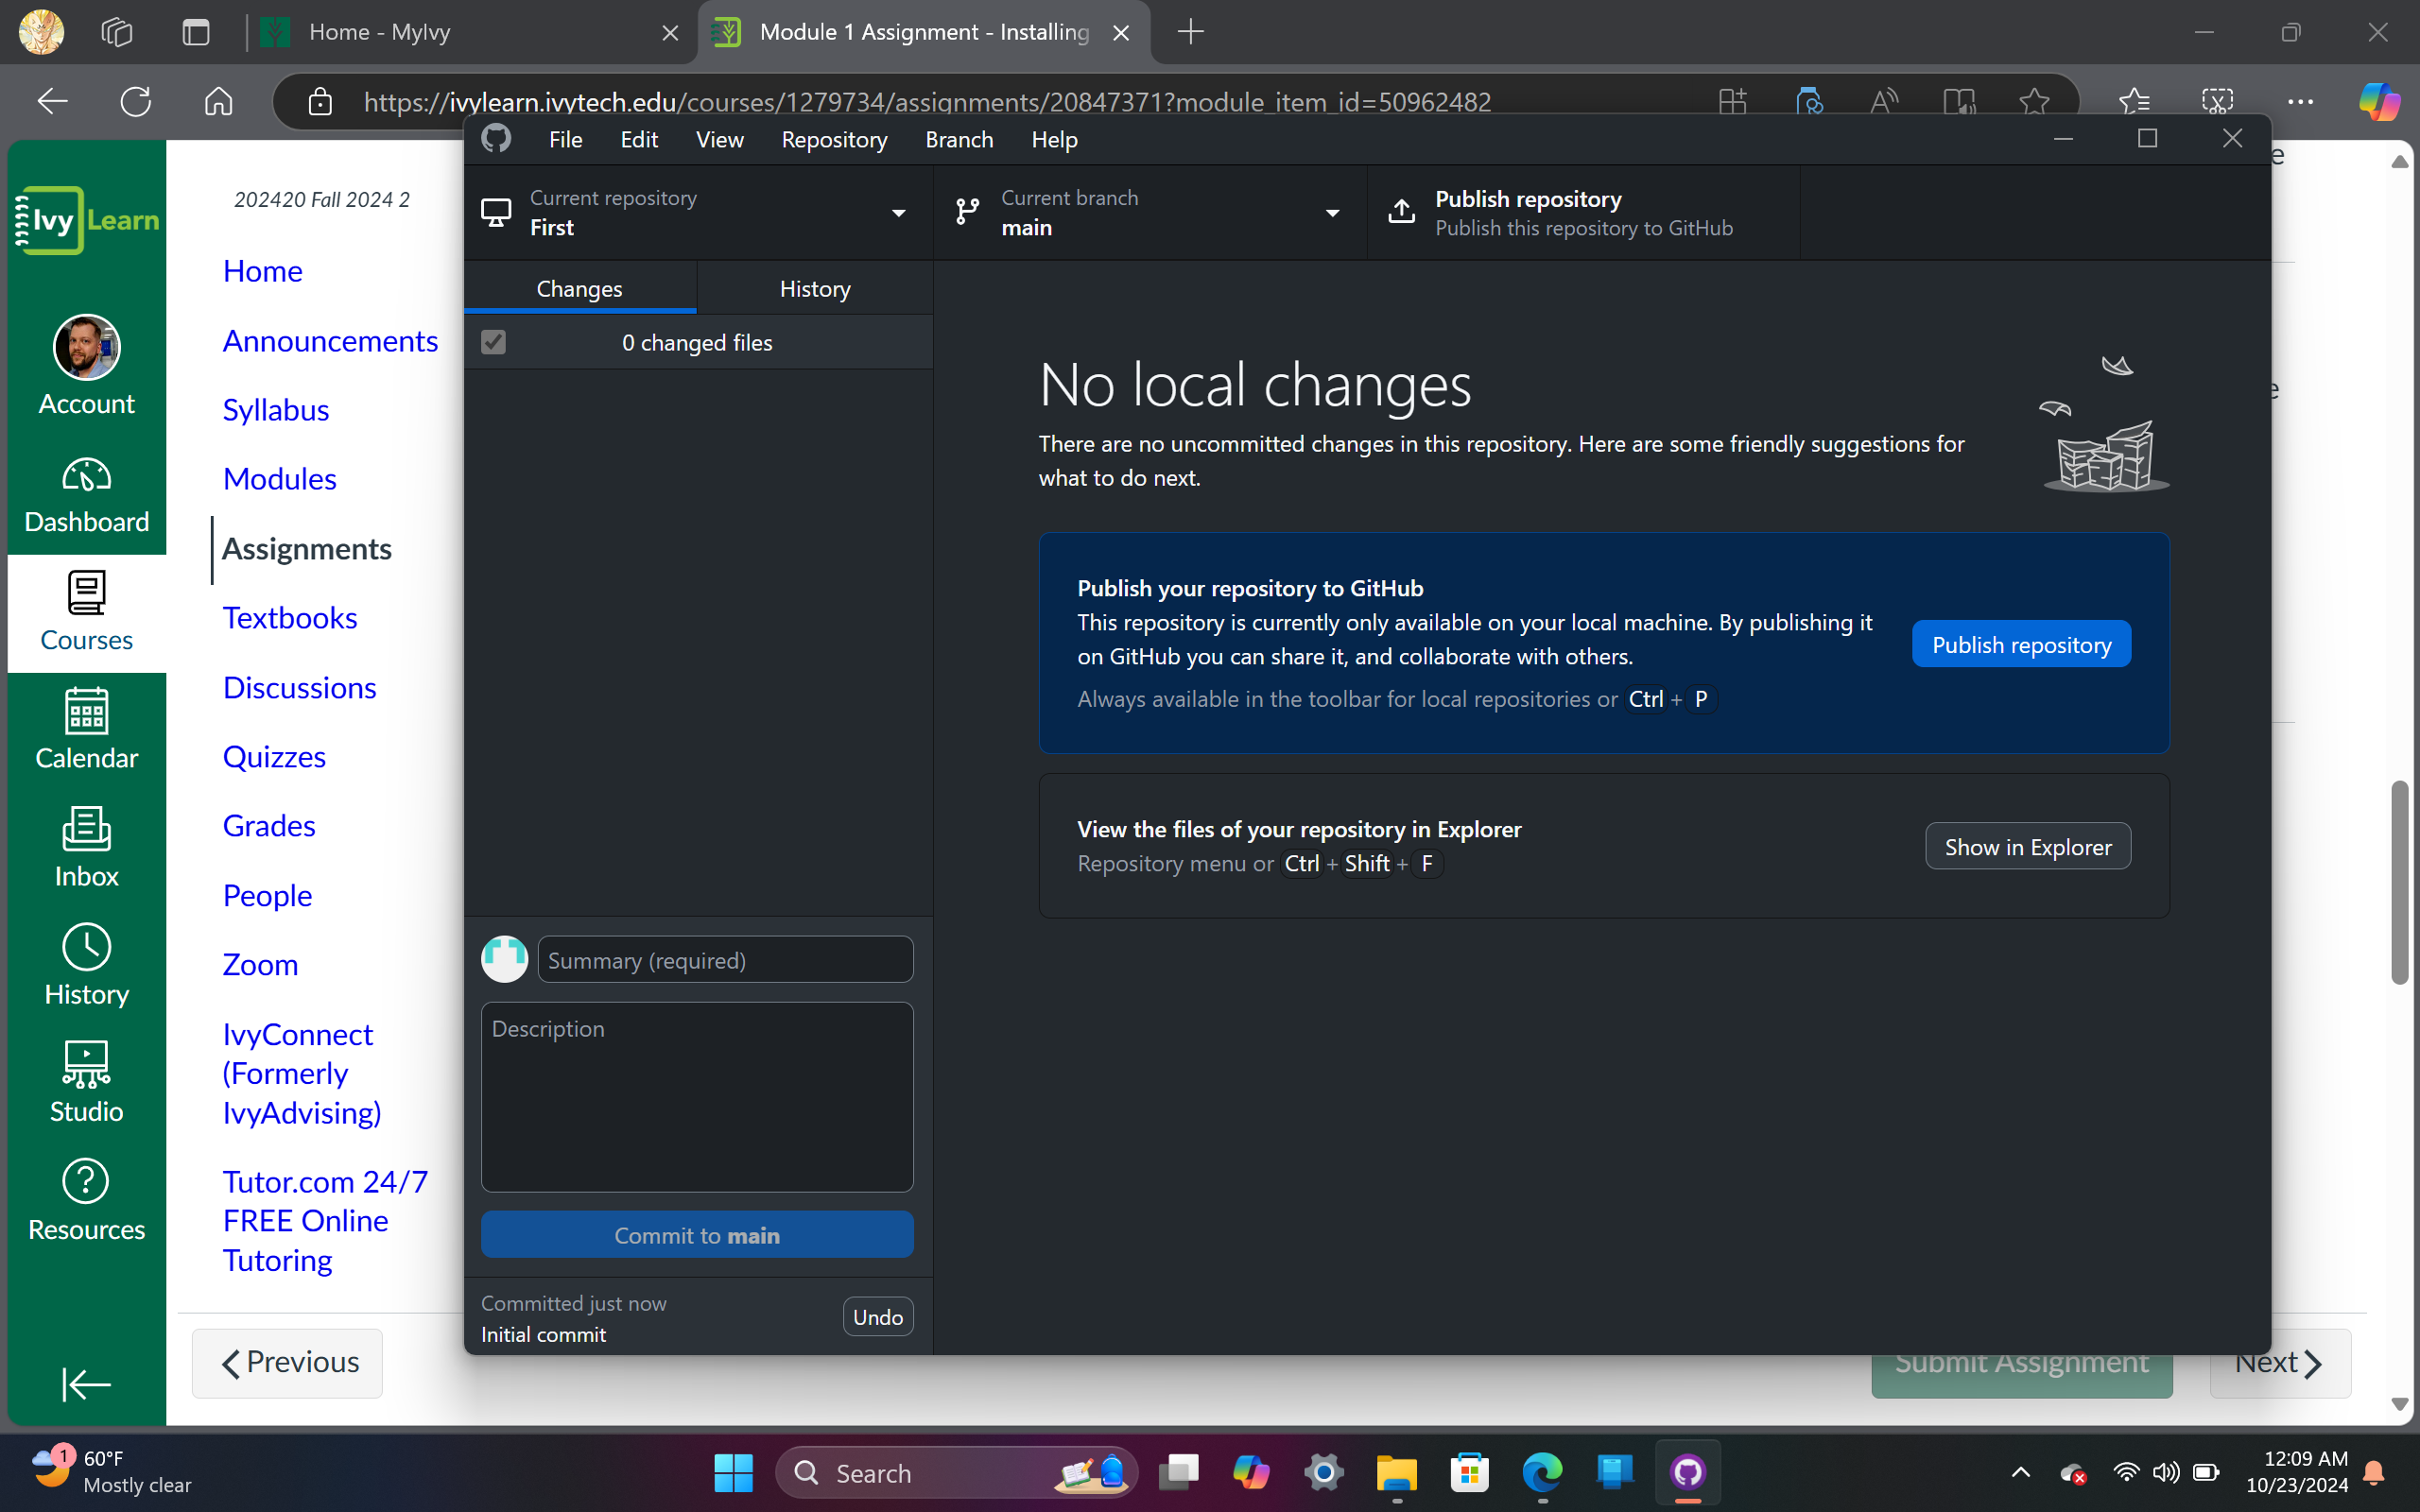 Home - MyIvy
Module 1 Assignment - Installing
https://ivylearn.ivytech.edu/courses/1279734/assignments/20847371?module_item_id=50962482
Ivy Learn
Account
Dashboard
Courses
Calendar
Inbox
History
Studio
Resources
202420 Fall 2024 2
Home
Announcements
Syllabus
Modules
Assignments
Textbooks
Discussions
Quizzes
Grades
People
Zoom
IvyConnect
(Formerly
IvyAdvising)
Tutor.com 24/7
FREE Online
Tutoring
Previous
File Edit View Repository Branch Help
Current repository
First
Current branch
main
Publish repository
Publish this repository to GitHub
Changes
History
0 changed files
No local changes
There are no uncommitted changes in this repository. Here are some friendly suggestions for
what to do next.
Publish your repository to GitHub
This repository is currently only available on your local machine. By publishing it
on GitHub you can share it, and collaborate with others.
Always available in the toolbar for local repositories or Ctrl + P
Publish repository
View the files of your repository in Explorer
Repository menu or Ctrl + Shift + F
Show in Explorer
Summary (required)
Description
Commit to main
Committed just now
Initial commit
Undo
e
e
Submit Assignment
Next
1
60°F
Mostly clear
Search
12:09 AM
10/23/2024